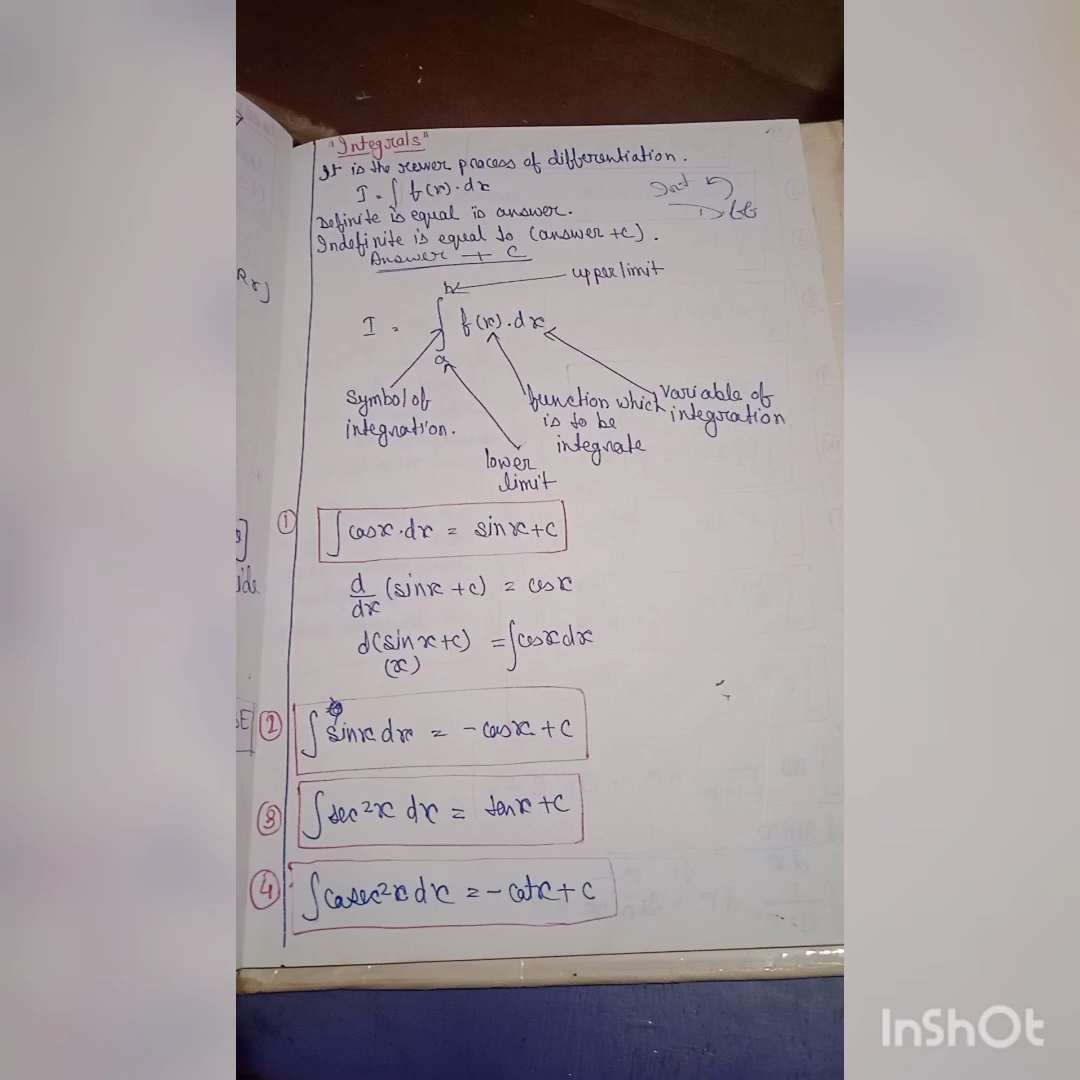 "Integrals"
It is the rever process of differentiation.
I = ∫ f(x)·dx
Definite is equal is answer.
Indefinite is equal to (answer +c).
Answer + C
b
upper limit
I = ∫ f(x)·dx
a
symbol of
integration.
function which
is to be
integrate
variable of
integration
lower
limit
① ∫cosx·dx = sinx+c
d/dx (sinx+c) = cosx
d(sinx+c) = ∫cosx dx
(x)
② ∫ sinx dx = -cosx + c
③ ∫sec²x dx = tanx + c
④ ∫cosec²x dx = -cotx + c
InShOt